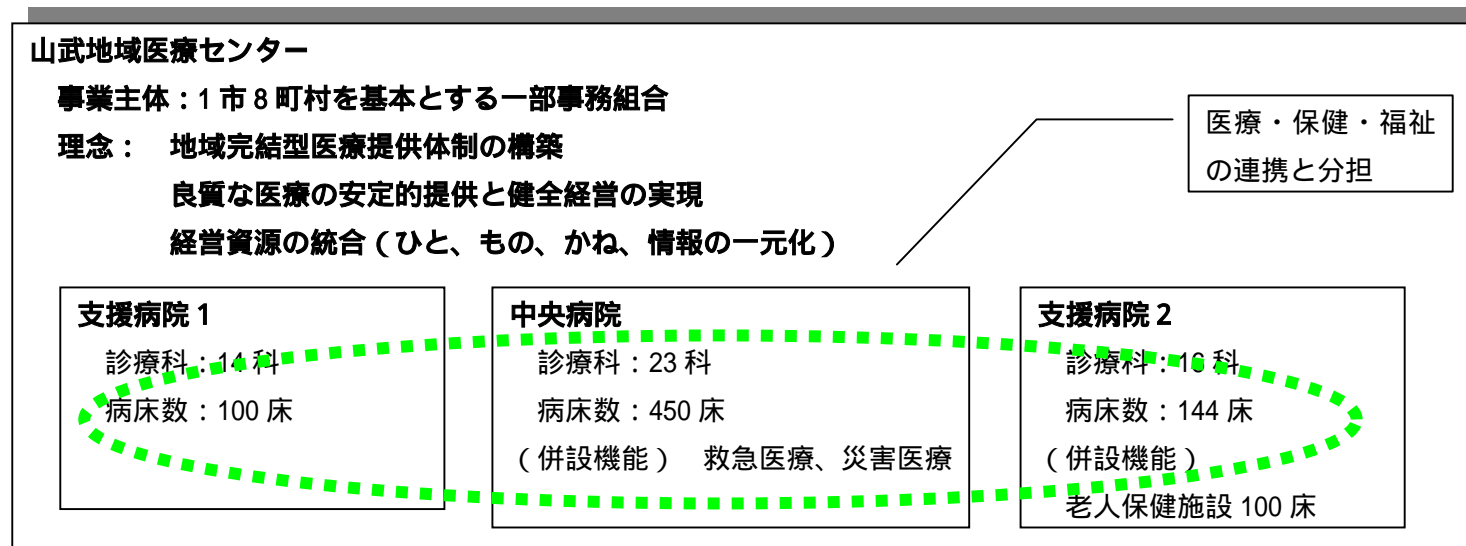 山武地域医療センター
事業主体：1 市 8 町村を基本とする一部事務組合
理念：　地域完結型医療提供体制の構築
良質な医療の安定的提供と健全経営の実現
経営資源の統合（ひと、もの、かね、情報の一元化）
医療・保健・福祉
の連携と分担
支援病院 1
診療科：14 科
病床数：100 床
中央病院
診療科：23 科
病床数：450 床
（併設機能）　救急医療、災害医療
支援病院 2
診療科：16 科
病床数：144 床
（併設機能）
老人保健施設 100 床